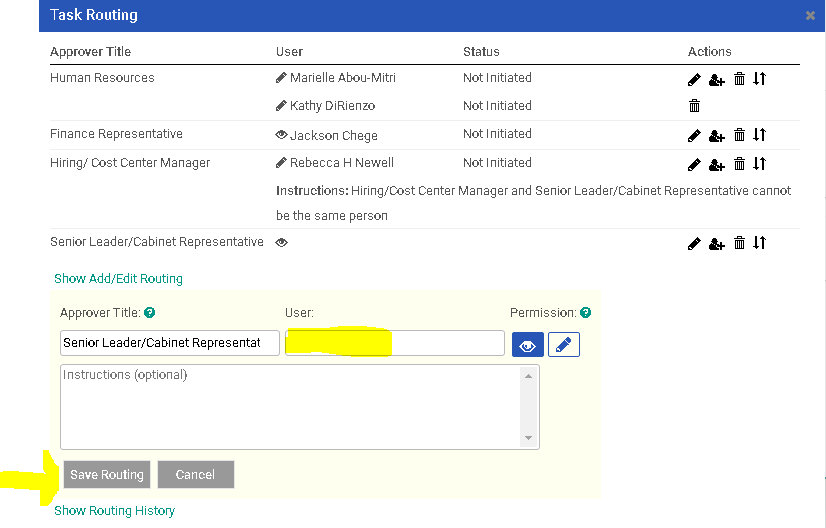 Task Routing
Approver Title User Status Actions
Human Resources Marielle Abou-Mitri Not Initiated
Kathy DiRienzo Not Initiated
Finance Representative Jackson Chege Not Initiated
Hiring/ Cost Center Manager Rebecca H Newell Not Initiated
Instructions: Hiring/Cost Center Manager and Senior Leader/Cabinet Representative cannot
be the same person
Senior Leader/Cabinet Representative
Show Add/Edit Routing
Approver Title: ? User: Permission: ?
Senior Leader/Cabinet Representat
Instructions (optional)
Save Routing Cancel
Show Routing History